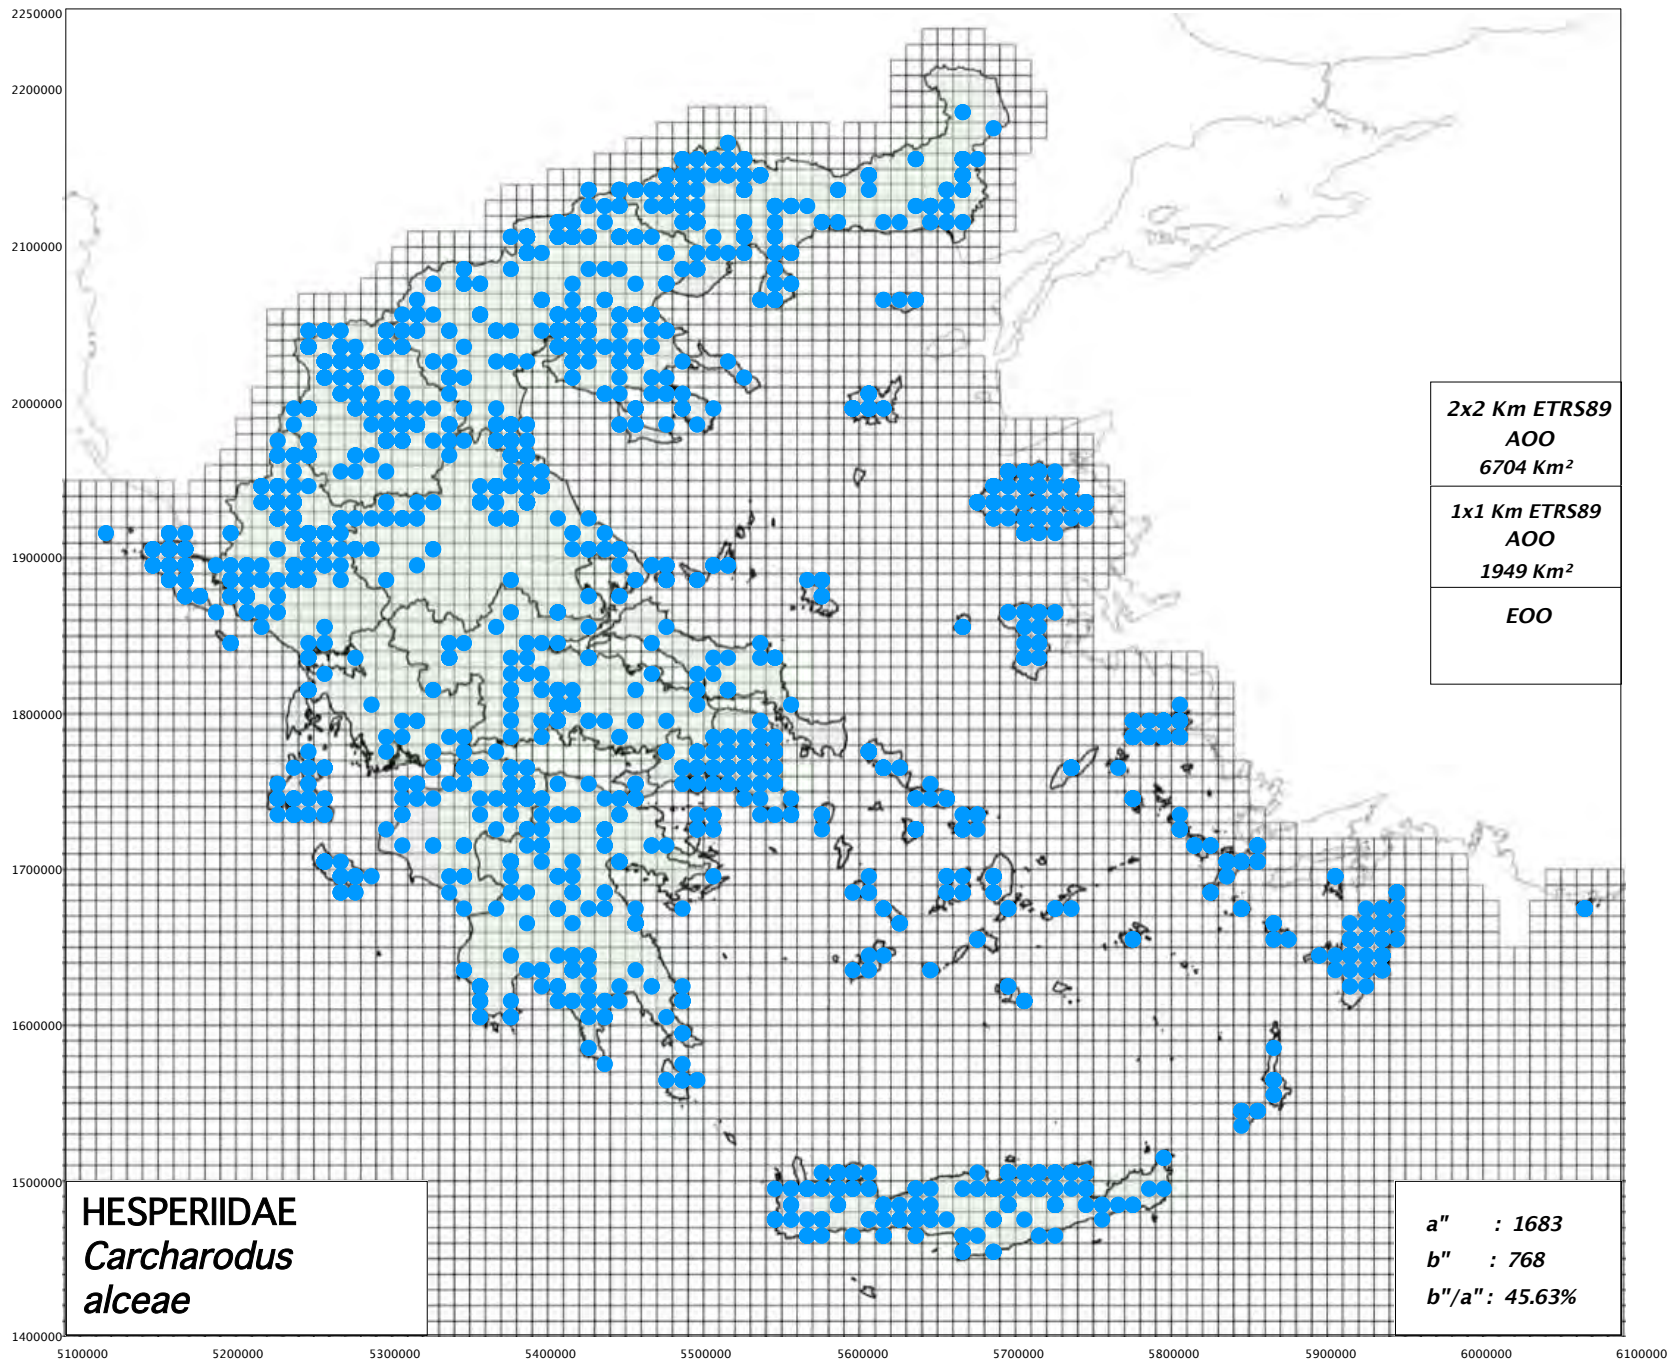 2250000
2200000
2100000
2000000
1900000
1800000
1700000
1600000
1500000
1400000
2x2 Km ETRS89
AOO
6704 Km²
1x1 Km ETRS89
AOO
1949 Km²
EOO
HESPERIIDAE
Carcharodus
alceae
a" : 1683
b" : 768
b"/a" : 45.63%
5100000 5200000 5300000 5400000 5500000 5600000 5700000 5800000 5900000 6000000 6100000